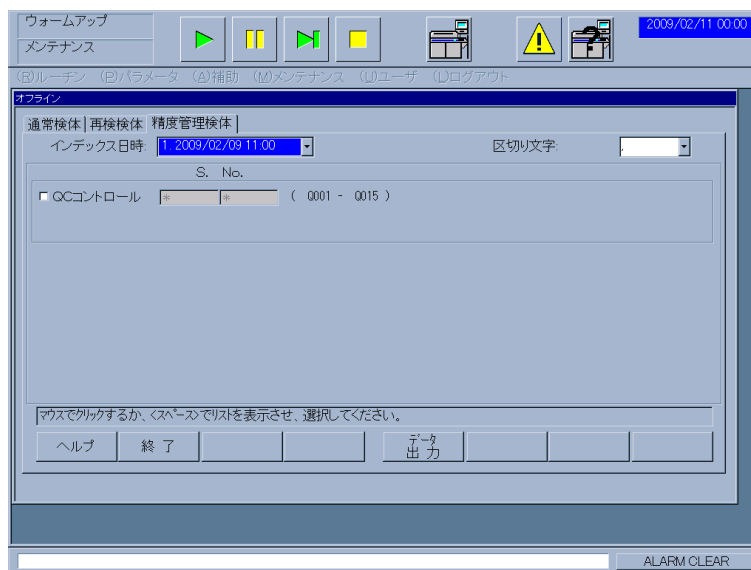 ウォームアップ
メンテナンス
2009/02/11 00:00
(R)ルーチン (P)パラメータ (A)補助 (M)メンテナンス (U)ユーザ (L)ログアウト
オフライン
通常検体 再検検体 精度管理検体
インデックス日時: 1. 2009/02/09 11:00 区切り文字: ,
S. No.
QCコントロール * * ( Q001 - Q015 )
マウスでクリックするか、<スペース>でリストを表示させ、選択してください。
ヘルプ 終 了 データ
出 力
ALARM CLEAR